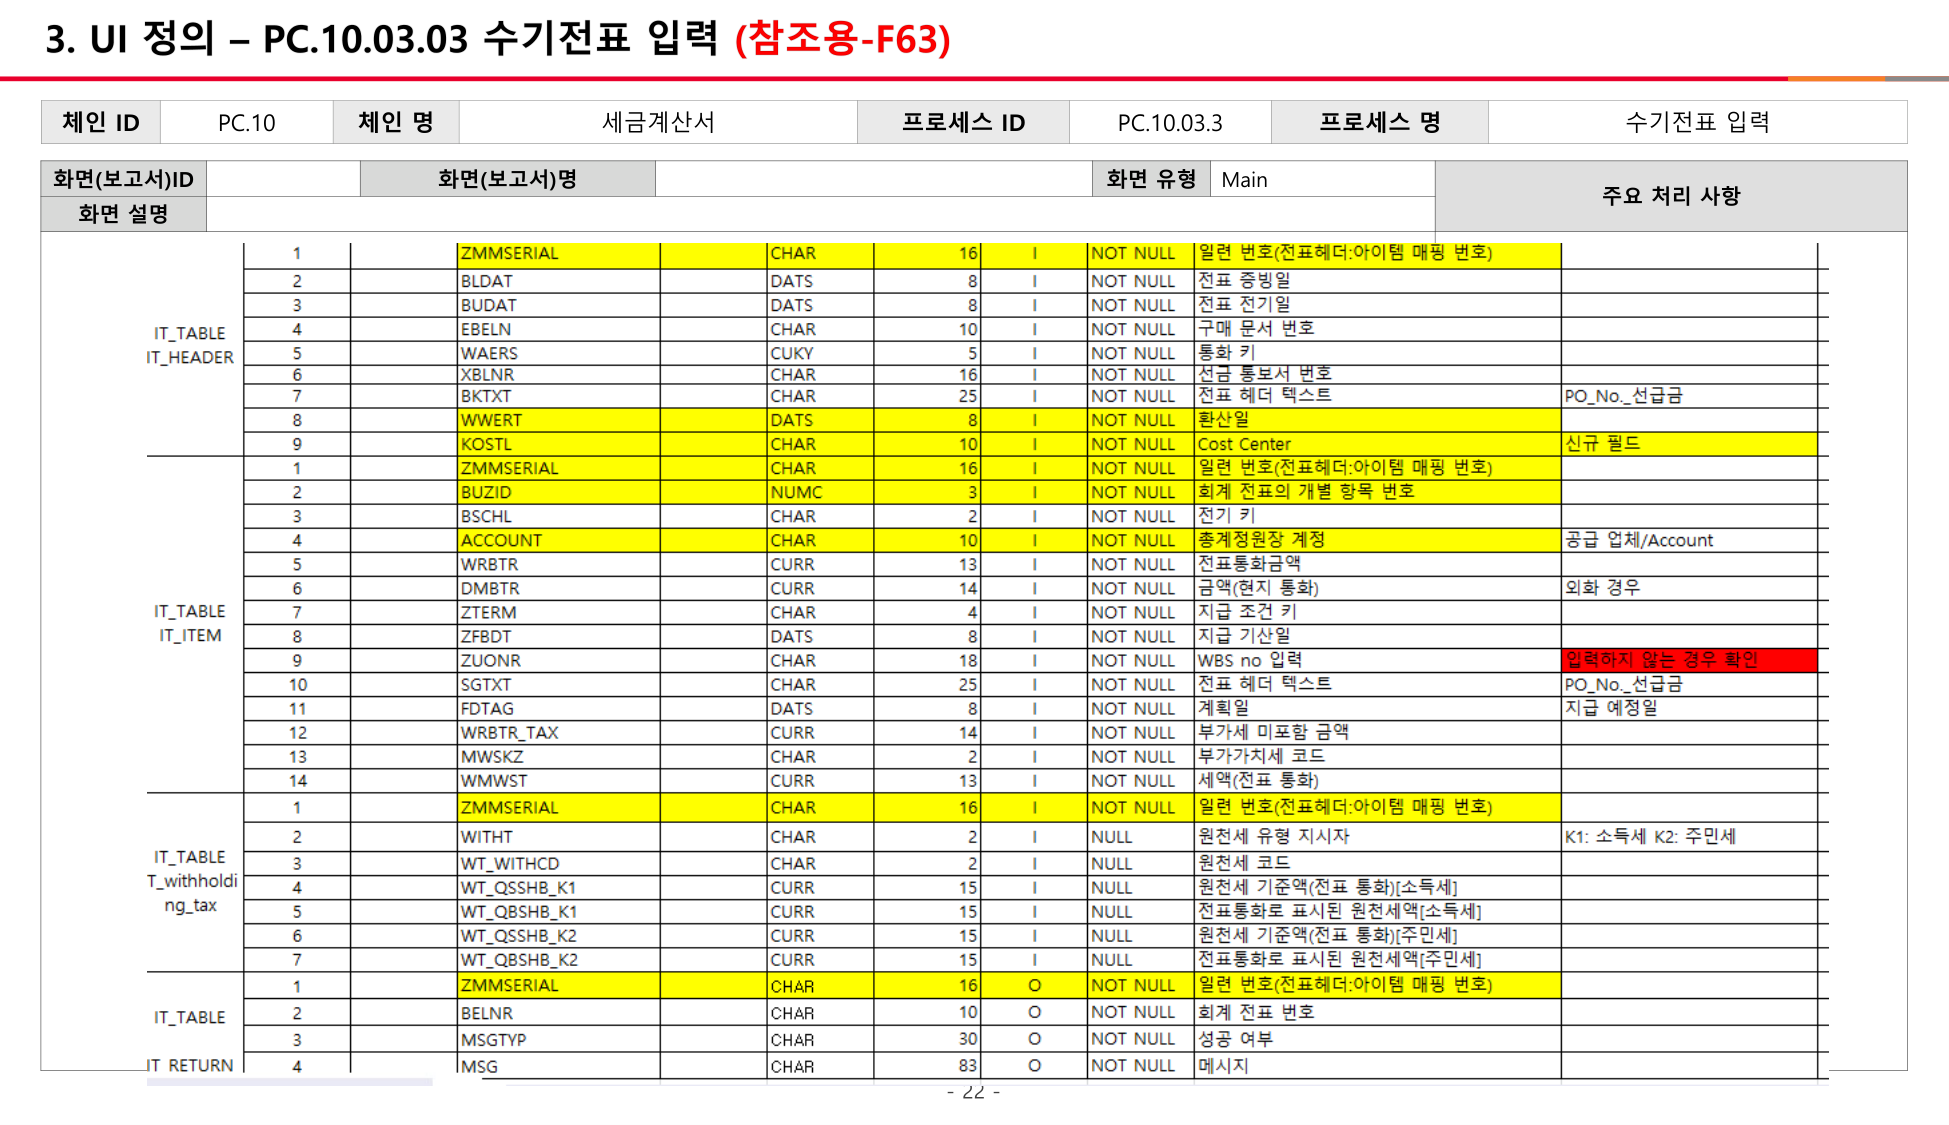 3. UI 정의 – PC.10.03.03 수기전표 입력 (참조용-F63)
체인 ID PC.10 체인 명 세금계산서 프로세스 ID PC.10.03.3 프로세스 명 수기전표 입력
화면(보고서)ID 화면(보고서)명 화면 유형 Main 주요 처리 사항
화면 설명
IT_TABLE
IT_HEADER
1 ZMMSERIAL CHAR 16 I NOT NULL 일련 번호(전표헤더:아이템 매핑 번호)
2 BLDAT DATS 8 I NOT NULL 전표 증빙일
3 BUDAT DATS 8 I NOT NULL 전표 전기일
4 EBELN CHAR 10 I NOT NULL 구매 문서 번호
5 WAERS CUKY 5 I NOT NULL 통화 키
6 XBLNR CHAR 16 I NOT NULL 선금 통보서 번호
7 BKTXT CHAR 25 I NOT NULL 전표 헤더 텍스트 PO_No._선급금
8 WWERT DATS 8 I NOT NULL 환산일
9 KOSTL CHAR 10 I NOT NULL Cost Center 신규 필드
IT_TABLE
IT_ITEM
1 ZMMSERIAL CHAR 16 I NOT NULL 일련 번호(전표헤더:아이템 매핑 번호)
2 BUZID NUMC 3 I NOT NULL 회계 전표의 개별 항목 번호
3 BSCHL CHAR 2 I NOT NULL 전기 키
4 ACCOUNT CHAR 10 I NOT NULL 총계정원장 계정 공급 업체/Account
5 WRBTR CURR 13 I NOT NULL 전표통화금액
6 DMBTR CURR 14 I NOT NULL 금액(현지 통화) 외화 경우
7 ZTERM CHAR 4 I NOT NULL 지급 조건 키
8 ZFBDT DATS 8 I NOT NULL 지급 기산일
9 ZUONR CHAR 18 I NOT NULL WBS no 입력 입력하지 않는 경우 확인
10 SGTXT CHAR 25 I NOT NULL 전표 헤더 텍스트 PO_No._선급금
11 FDTAG DATS 8 I NOT NULL 계획일 지급 예정일
12 WRBTR_TAX CURR 14 I NOT NULL 부가세 미포함 금액
13 MWSKZ CHAR 2 I NOT NULL 부가가치세 코드
14 WMWST CURR 13 I NOT NULL 세액(전표 통화)
IT_TABLE
T_withholdi
ng_tax
1 ZMMSERIAL CHAR 16 I NOT NULL 일련 번호(전표헤더:아이템 매핑 번호)
2 WITHT CHAR 2 I NULL 원천세 유형 지시자 K1: 소득세 K2: 주민세
3 WT_WITHCD CHAR 2 I NULL 원천세 코드
4 WT_QSSHB_K1 CURR 15 I NULL 원천세 기준액(전표 통화)[소득세]
5 WT_QBSHB_K1 CURR 15 I NULL 전표통화로 표시된 원천세액[소득세]
6 WT_QSSHB_K2 CURR 15 I NULL 원천세 기준액(전표 통화)[주민세]
7 WT_QBSHB_K2 CURR 15 I NULL 전표통화로 표시된 원천세액[주민세]
IT_TABLE
IT_RETURN
1 ZMMSERIAL CHAR 16 O NOT NULL 일련 번호(전표헤더:아이템 매핑 번호)
2 BELNR CHAR 10 O NOT NULL 회계 전표 번호
3 MSGTYP CHAR 30 O NOT NULL 성공 여부
4 MSG CHAR 83 O NOT NULL 메시지
- 22 -